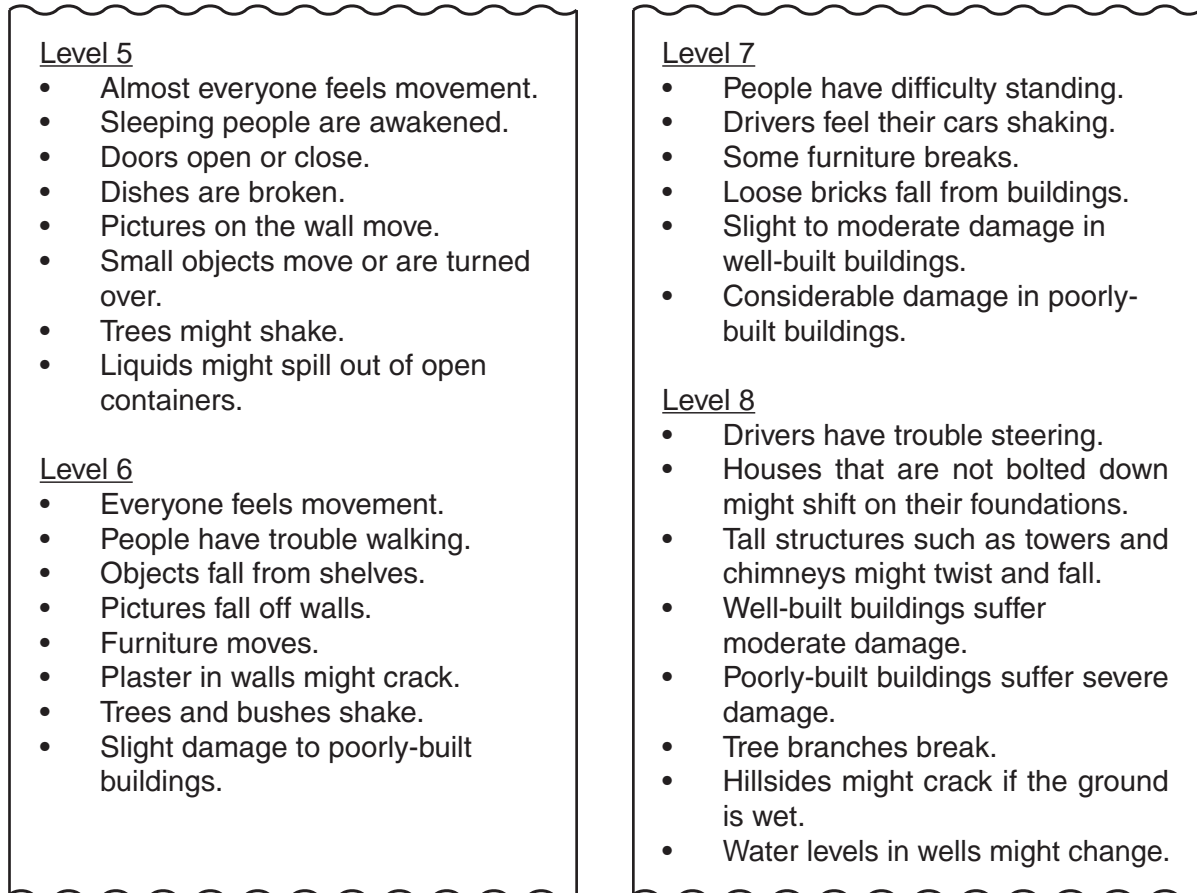 Level 5
• Almost everyone feels movement.
• Sleeping people are awakened.
• Doors open or close.
• Dishes are broken.
• Pictures on the wall move.
• Small objects move or are turned
over.
• Trees might shake.
• Liquids might spill out of open
containers.
Level 6
• Everyone feels movement.
• People have trouble walking.
• Objects fall from shelves.
• Pictures fall off walls.
• Furniture moves.
• Plaster in walls might crack.
• Trees and bushes shake.
• Slight damage to poorly-built
buildings.
Level 7
• People have difficulty standing.
• Drivers feel their cars shaking.
• Some furniture breaks.
• Loose bricks fall from buildings.
• Slight to moderate damage in
well-built buildings.
• Considerable damage in poorly-
built buildings.
Level 8
• Drivers have trouble steering.
• Houses that are not bolted down
might shift on their foundations.
• Tall structures such as towers and
chimneys might twist and fall.
• Well-built buildings suffer
moderate damage.
• Poorly-built buildings suffer severe
damage.
• Tree branches break.
• Hillsides might crack if the ground
is wet.
• Water levels in wells might change.